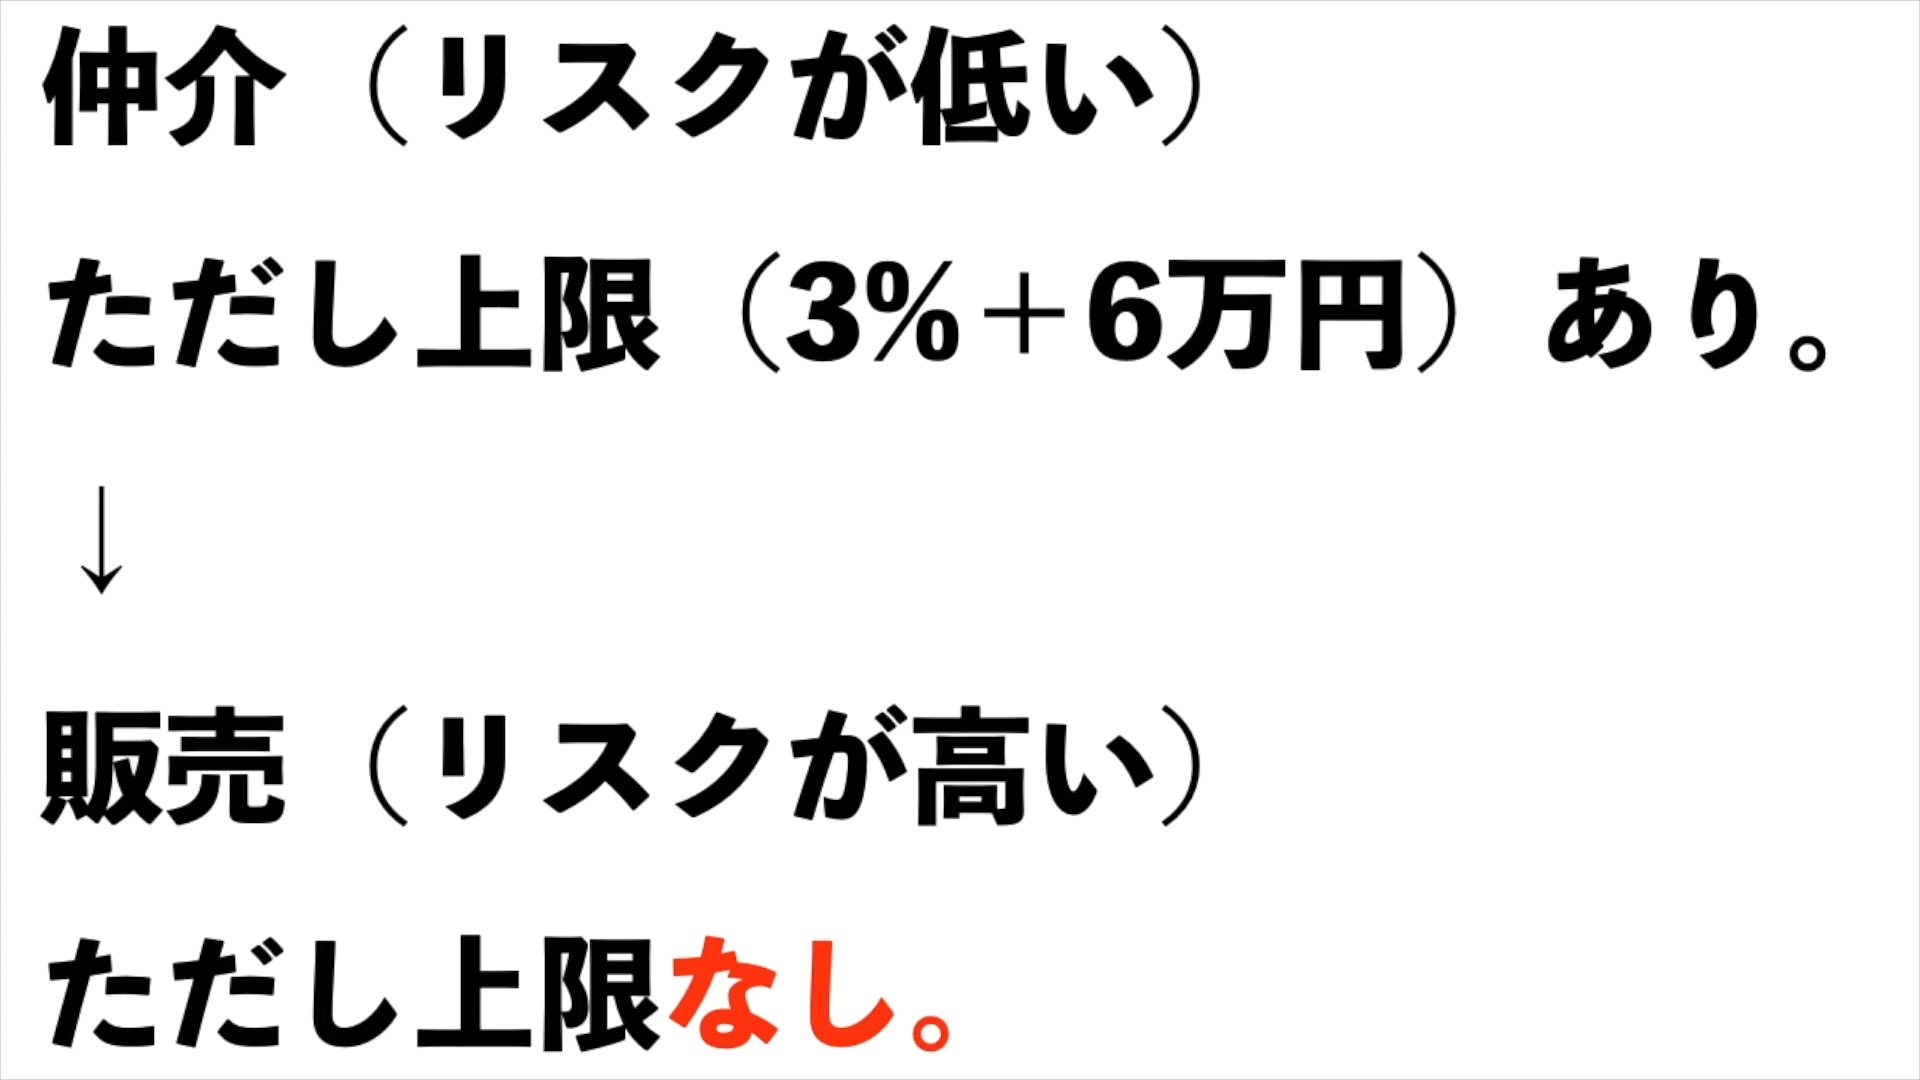 仲介（リスクが低い）
ただし上限（3%＋6万円）あり。
↓
販売（リスクが高い）
ただし上限なし。